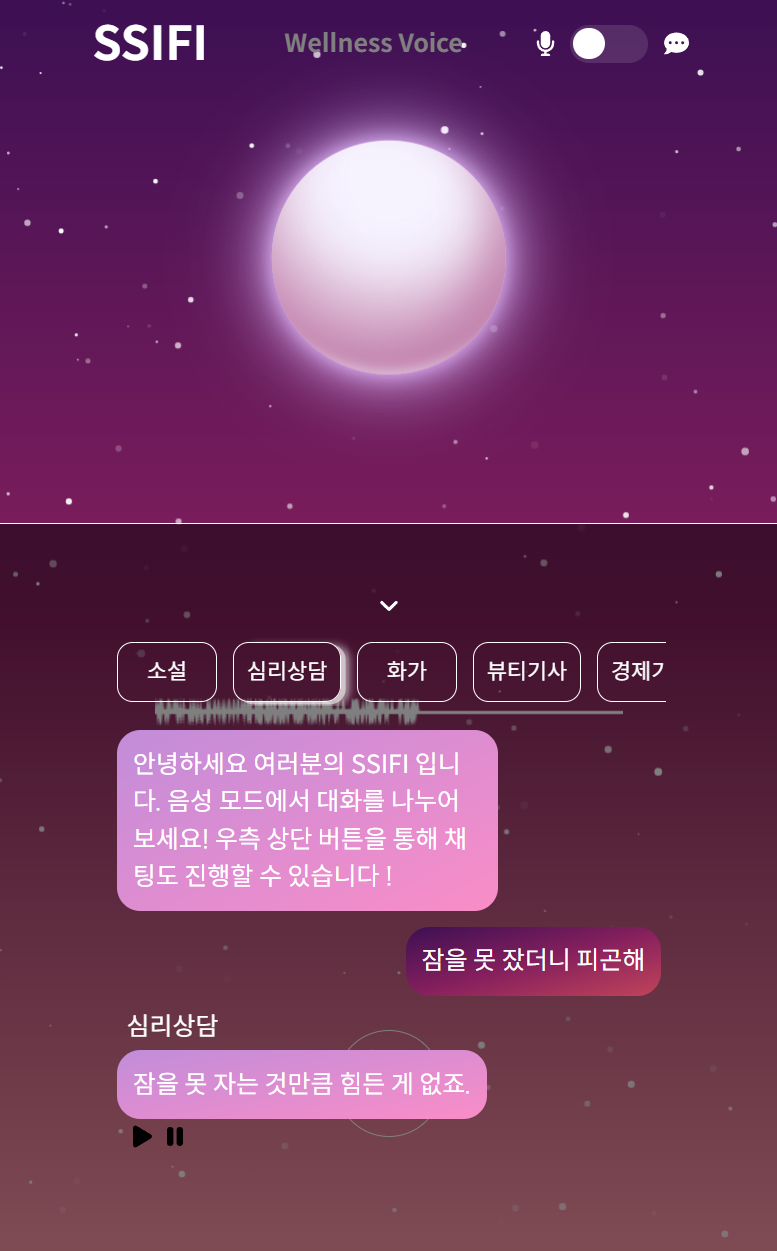 SSIFI
Wellness Voice
소설
심리상담
화가
뷰티기사
안녕하세요 여러분의 SSIFI 입니
다. 음성 모드에서 대화를 나누어
보세요! 우측 상단 버튼을 통해 채
팅도 진행할 수 있습니다 !
잠을 못 잤더니 피곤해
심리상담
잠을 못 자는 것만큼 힘든 게 없죠.